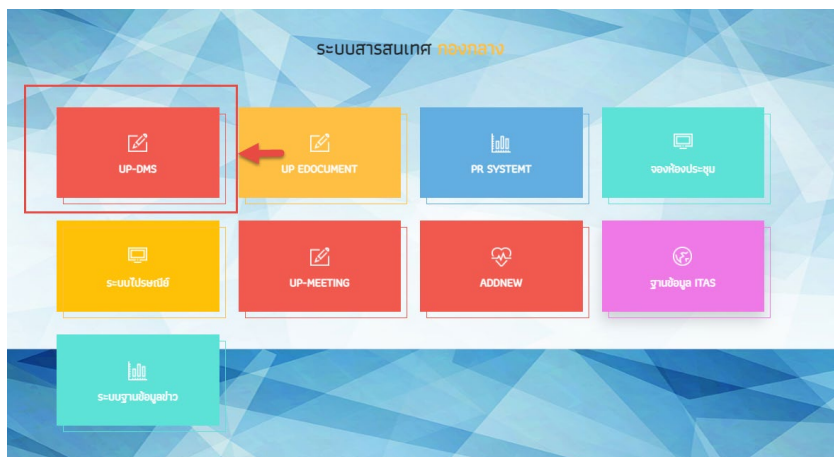 ระบบสารสนเทศ กองกลาง
UP-DMS
UP EDOCUMENT
PR SYSTEMT
จองห้องประชุม
ระบบไปรษณีย์
UP-MEETING
ADDNEW
ฐานข้อมูล ITAS
ระบบฐานข้อมูลข่าว